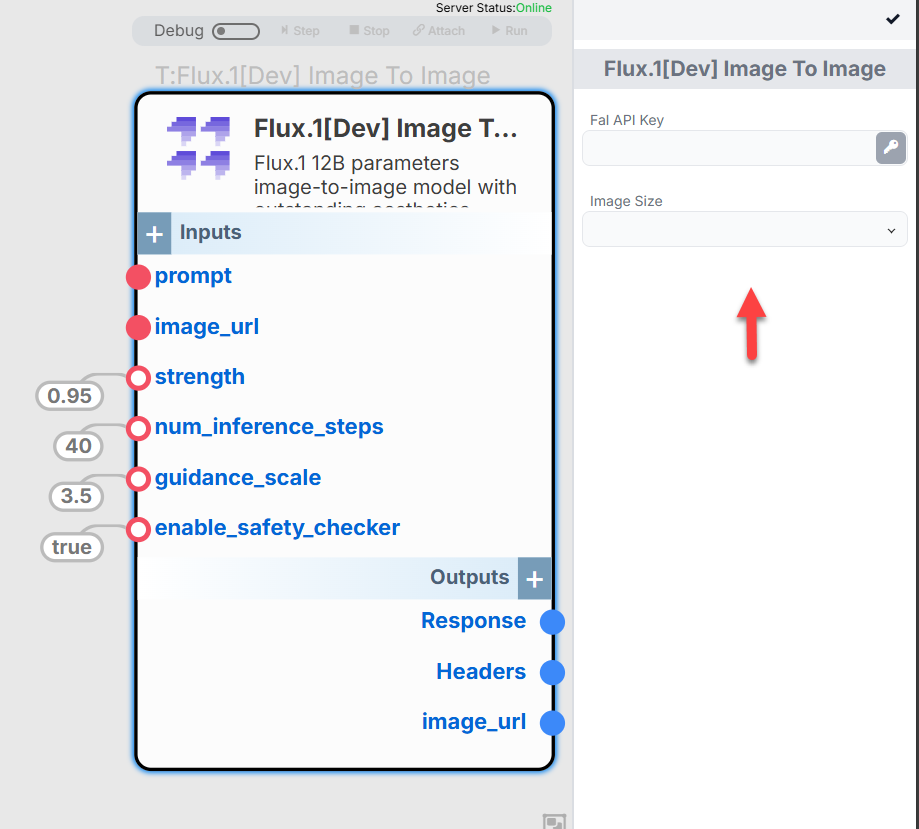 Server Status:Online
Debug Step Stop Attach Run
T:Flux.1[Dev] Image To Image
Flux.1[Dev] Image T...
Flux.1 12B parameters
image-to-image model with
outstanding aesthetics
Inputs
prompt
image_url
0.95 strength
40 num_inference_steps
3.5 guidance_scale
true enable_safety_checker
Outputs
Response
Headers
image_url
Flux.1[Dev] Image To Image
Fal API Key
Image Size